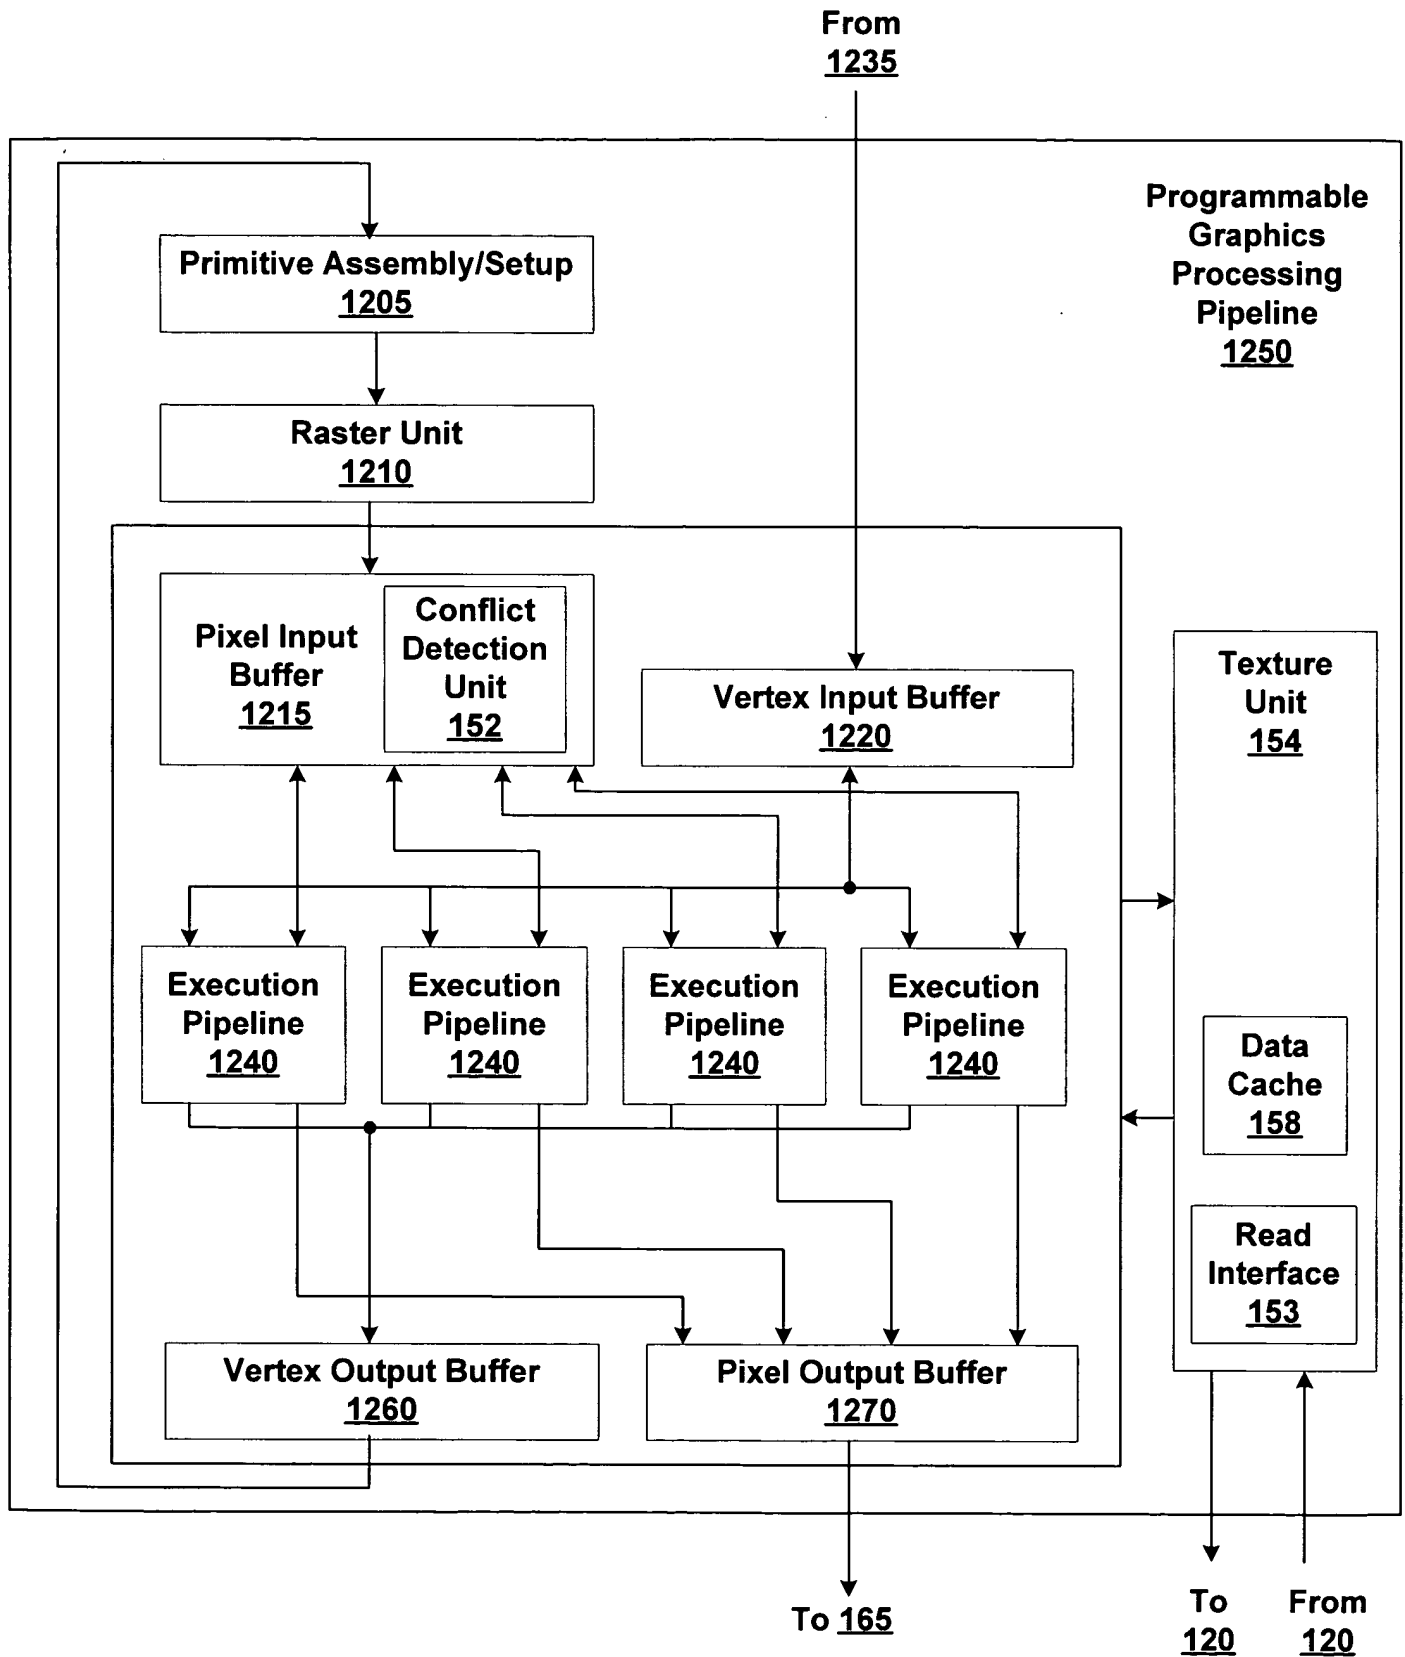 From
1235
Programmable
Graphics
Processing
Pipeline
1250
Primitive Assembly/Setup
1205
Raster Unit
1210
Pixel Input
Buffer
1215
Conflict
Detection
Unit
152
Vertex Input Buffer
1220
Texture
Unit
154
Execution
Pipeline
1240
Execution
Pipeline
1240
Execution
Pipeline
1240
Execution
Pipeline
1240
Data
Cache
158
Read
Interface
153
Vertex Output Buffer
1260
Pixel Output Buffer
1270
To 165
To
120
From
120